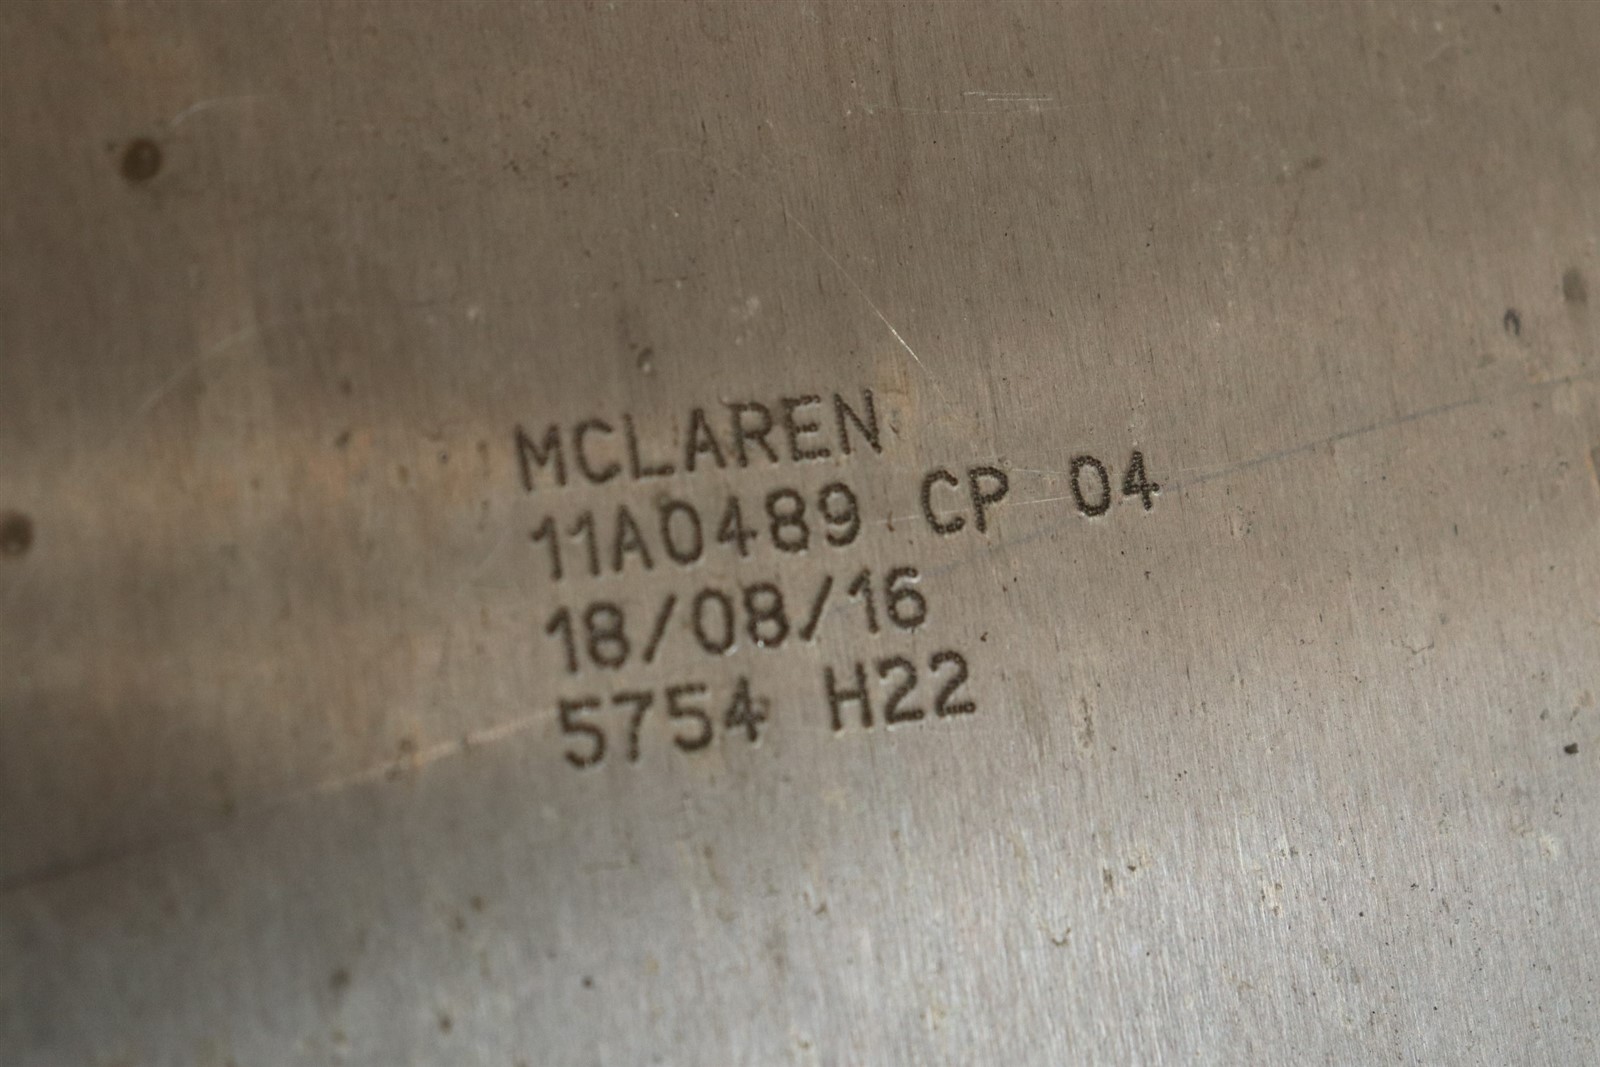 MCLAREN
11A0489 CP 04
18/08/16
5754 H22